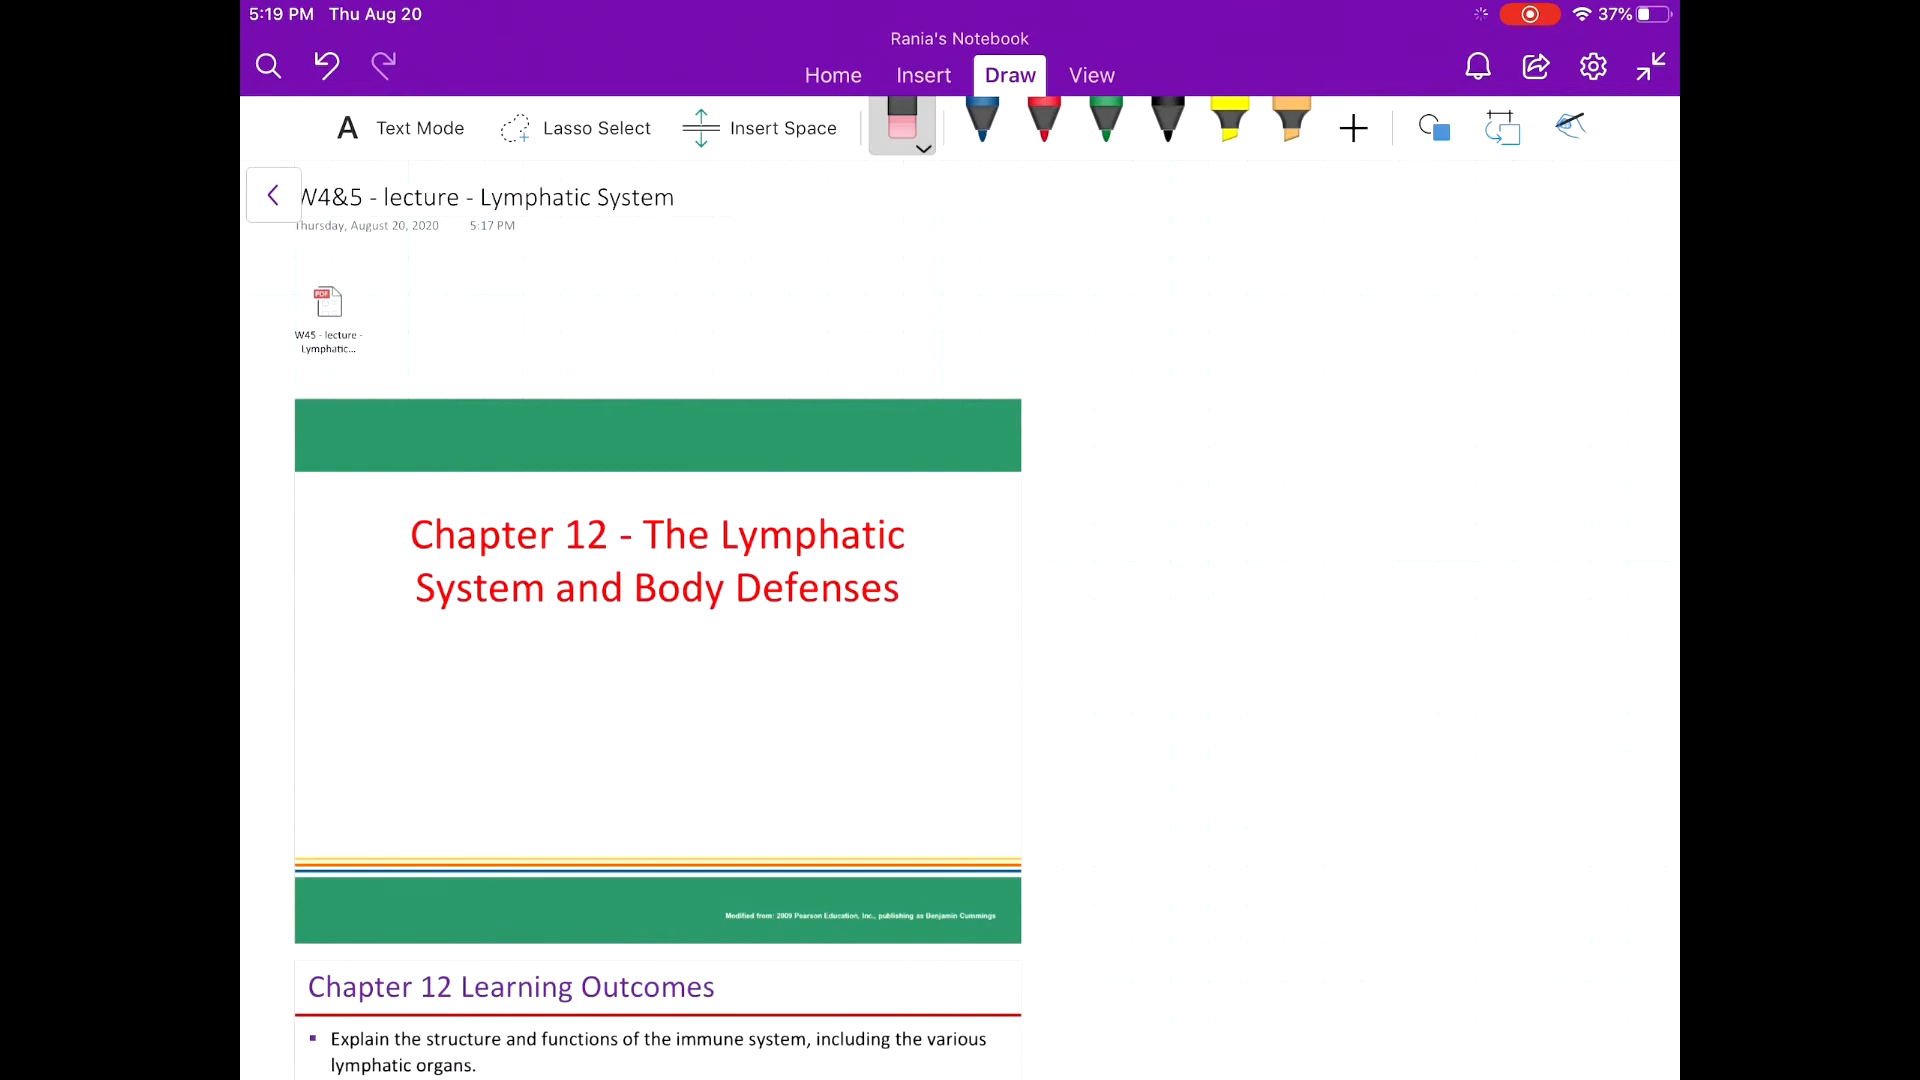 5:19 PM Thu Aug 20
37%
Rania's Notebook
Home Insert Draw View
A Text Mode Lasso Select Insert Space
W4&5 - lecture - Lymphatic System
Thursday, August 20, 2020 5:17 PM
PDF
W45 - lecture -
Lymphatic...
Chapter 12 - The Lymphatic
System and Body Defenses
Modified from: 2009 Pearson Education, Inc., publishing as Benjamin Cummings
Chapter 12 Learning Outcomes
▪ Explain the structure and functions of the immune system, including the various
lymphatic organs.